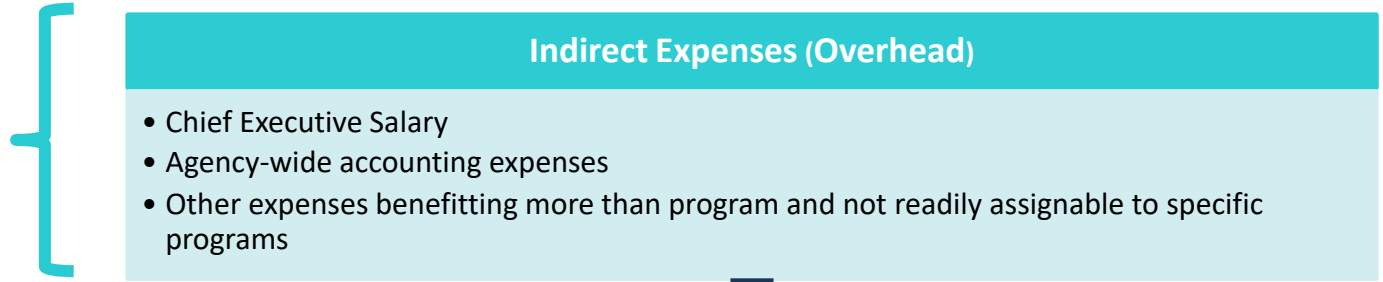 Indirect Expenses (Overhead)
• Chief Executive Salary
• Agency-wide accounting expenses
• Other expenses benefitting more than program and not readily assignable to specific
programs